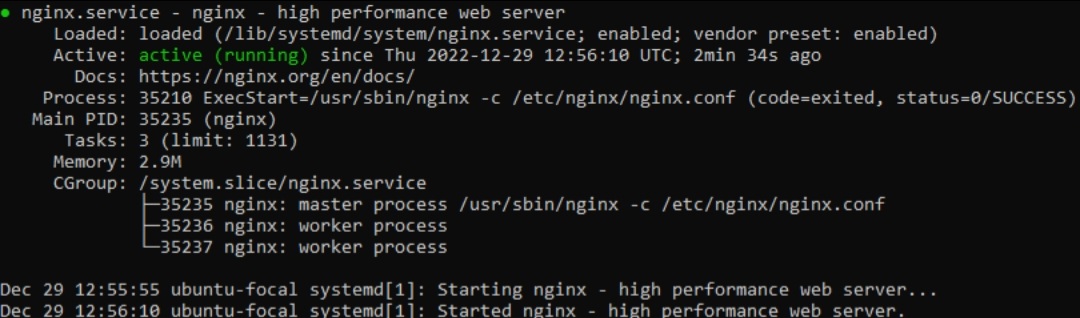 ● nginx.service - nginx - high performance web server
Loaded: loaded (/lib/systemd/system/nginx.service; enabled; vendor preset: enabled)
Active: active (running) since Thu 2022-12-29 12:56:10 UTC; 2min 34s ago
Docs: https://nginx.org/en/docs/
Process: 35210 ExecStart=/usr/sbin/nginx -c /etc/nginx/nginx.conf (code=exited, status=0/SUCCESS)
Main PID: 35235 (nginx)
Tasks: 3 (limit: 1131)
Memory: 2.9M
CGroup: /system.slice/nginx.service
├─35235 nginx: master process /usr/sbin/nginx -c /etc/nginx/nginx.conf
├─35236 nginx: worker process
└─35237 nginx: worker process
Dec 29 12:55:55 ubuntu-focal systemd[1]: Starting nginx - high performance web server...
Dec 29 12:56:10 ubuntu-focal systemd[1]: Started nginx - high performance web server.